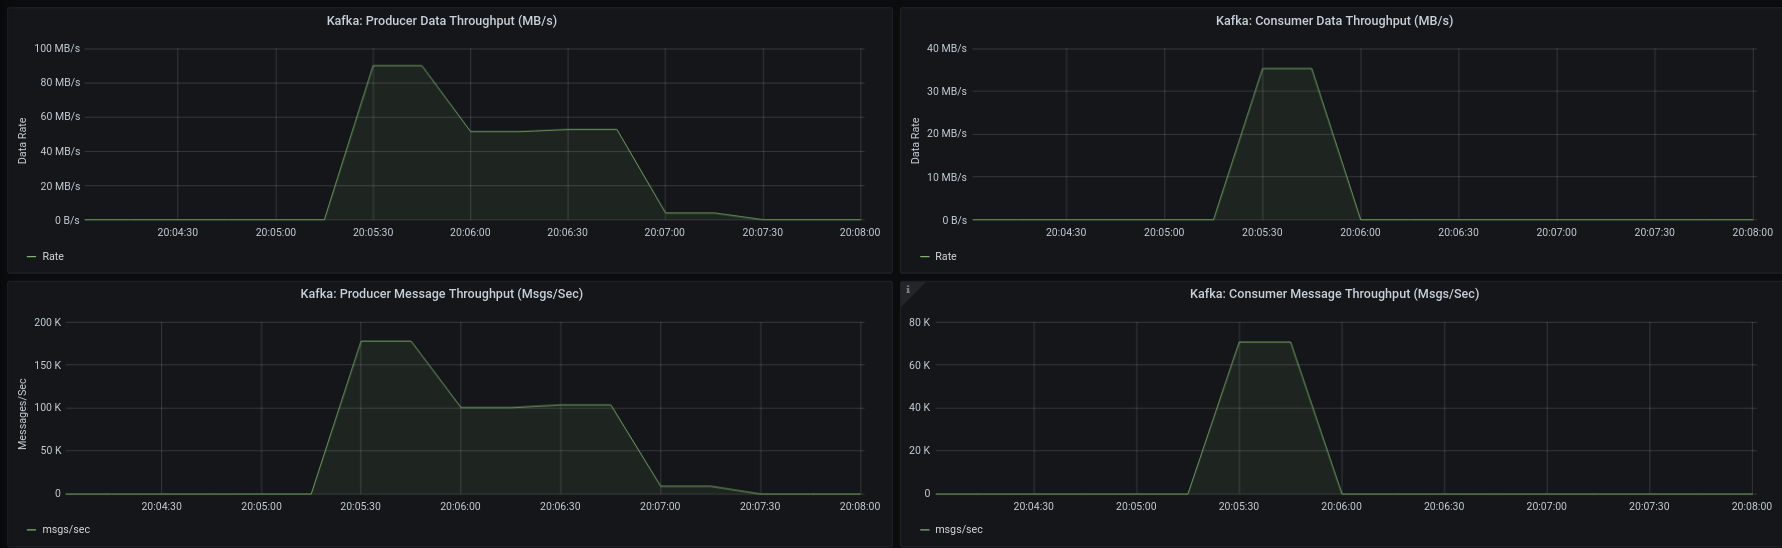 Kafka: Producer Data Throughput (MB/s)
100 MB/s
80 MB/s
60 MB/s
40 MB/s
20 MB/s
0 B/s
Data Rate
20:04:30 20:05:00 20:05:30 20:06:00 20:06:30 20:07:00 20:07:30 20:08:00
Rate
Kafka: Consumer Data Throughput (MB/s)
40 MB/s
30 MB/s
20 MB/s
10 MB/s
0 B/s
Data Rate
20:04:30 20:05:00 20:05:30 20:06:00 20:06:30 20:07:00 20:07:30 20:08:00
Rate
Kafka: Producer Message Throughput (Msgs/Sec)
200 K
150 K
100 K
50 K
0
Messages/Sec
20:04:30 20:05:00 20:05:30 20:06:00 20:06:30 20:07:00 20:07:30 20:08:00
msgs/sec
i
Kafka: Consumer Message Throughput (Msgs/Sec)
80 K
60 K
40 K
20 K
0
20:04:30 20:05:00 20:05:30 20:06:00 20:06:30 20:07:00 20:07:30 20:08:00
msgs/sec